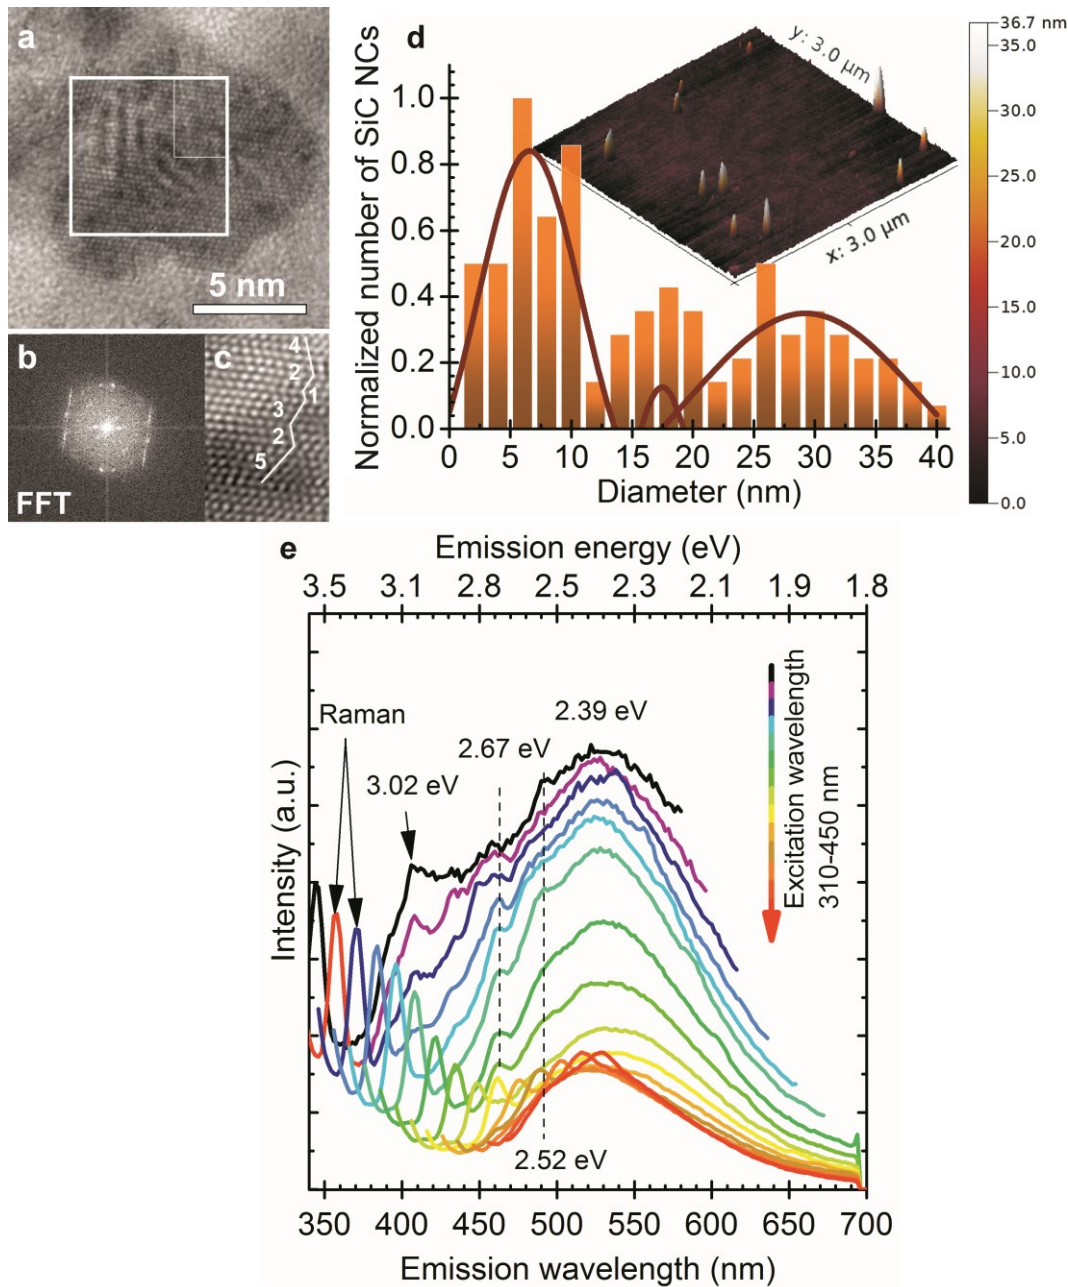 a
5 nm
b
FFT
c
4
2
1
3
2
5
d
Normalized number of SiC NCs
1.0
0.8
0.6
0.4
0.2
0.0
0 5 10 15 20 25 30 35 40
Diameter (nm)
y: 3.0 µm
x: 3.0 µm
36.7 nm
35.0
30.0
25.0
20.0
15.0
10.0
5.0
0.0
e
Emission energy (eV)
3.5 3.1 2.8 2.5 2.3 2.1 1.9 1.8
Intensity (a.u.)
Raman
3.02 eV
2.67 eV
2.39 eV
2.52 eV
Excitation wavelength
310-450 nm
350 400 450 500 550 600 650 700
Emission wavelength (nm)